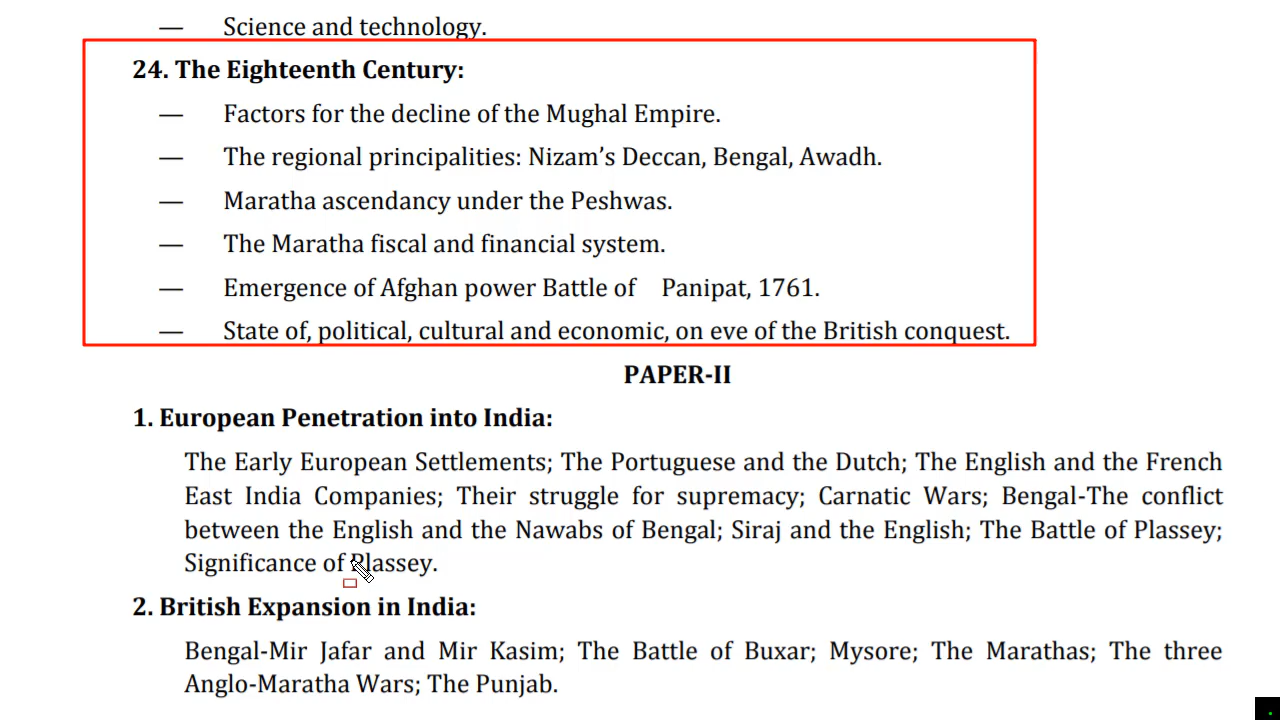 — Science and technology.
24. The Eighteenth Century:
— Factors for the decline of the Mughal Empire.
— The regional principalities: Nizam’s Deccan, Bengal, Awadh.
— Maratha ascendancy under the Peshwas.
— The Maratha fiscal and financial system.
— Emergence of Afghan power Battle of Panipat, 1761.
— State of, political, cultural and economic, on eve of the British conquest.
PAPER-II
1. European Penetration into India:
The Early European Settlements; The Portuguese and the Dutch; The English and the French
East India Companies; Their struggle for supremacy; Carnatic Wars; Bengal-The conflict
between the English and the Nawabs of Bengal; Siraj and the English; The Battle of Plassey;
Significance of Plassey.
2. British Expansion in India:
Bengal-Mir Jafar and Mir Kasim; The Battle of Buxar; Mysore; The Marathas; The three
Anglo-Maratha Wars; The Punjab.